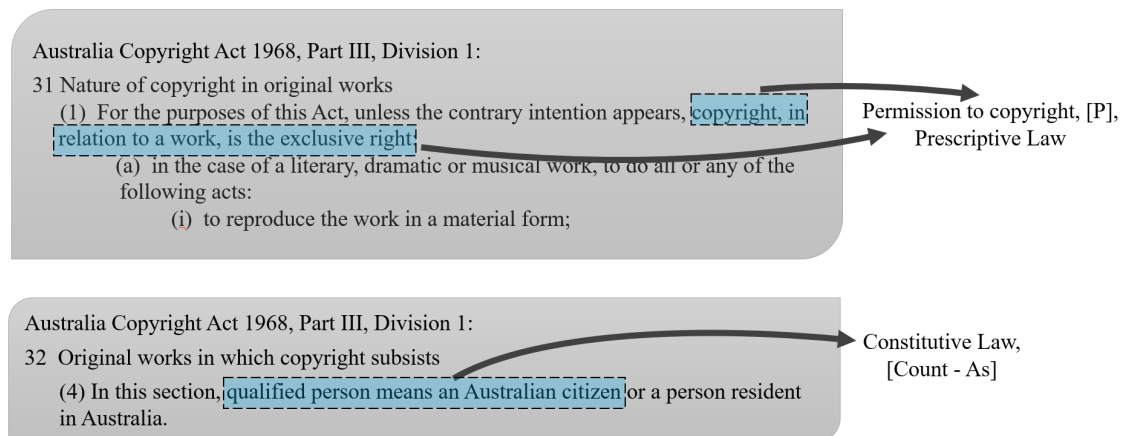 Australia Copyright Act 1968, Part III, Division 1:
31 Nature of copyright in original works
(1) For the purposes of this Act, unless the contrary intention appears, copyright, in
relation to a work, is the exclusive right:
(a) in the case of a literary, dramatic or musical work, to do all or any of the
following acts:
(i) to reproduce the work in a material form;
Permission to copyright, [P],
Prescriptive Law
Australia Copyright Act 1968, Part III, Division 1:
32 Original works in which copyright subsists
(4) In this section, qualified person means an Australian citizen or a person resident
in Australia.
Constitutive Law,
[Count - As]